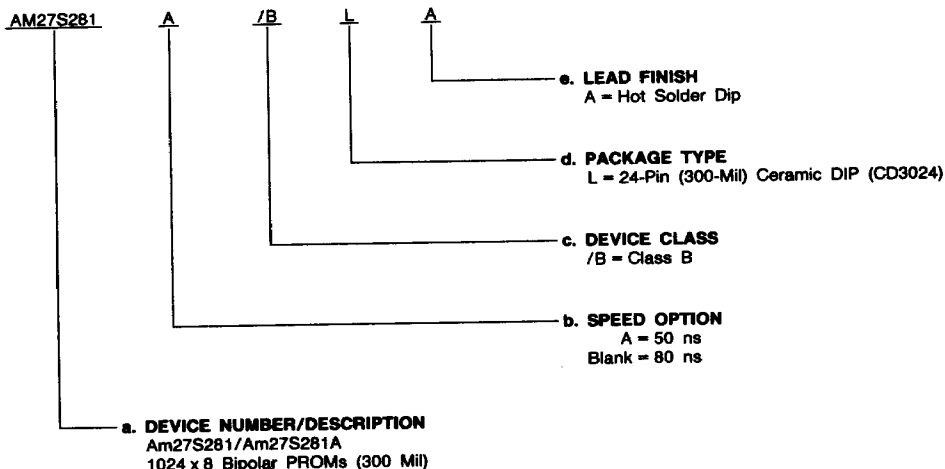 AM27S281 A /B L A
e. LEAD FINISH
A = Hot Solder Dip
d. PACKAGE TYPE
L = 24-Pin (300-Mil) Ceramic DIP (CD3024)
c. DEVICE CLASS
/B = Class B
b. SPEED OPTION
A = 50 ns
Blank = 80 ns
a. DEVICE NUMBER/DESCRIPTION
Am27S281/Am27S281A
1024 x 8 Bipolar PROMs (300 Mil)